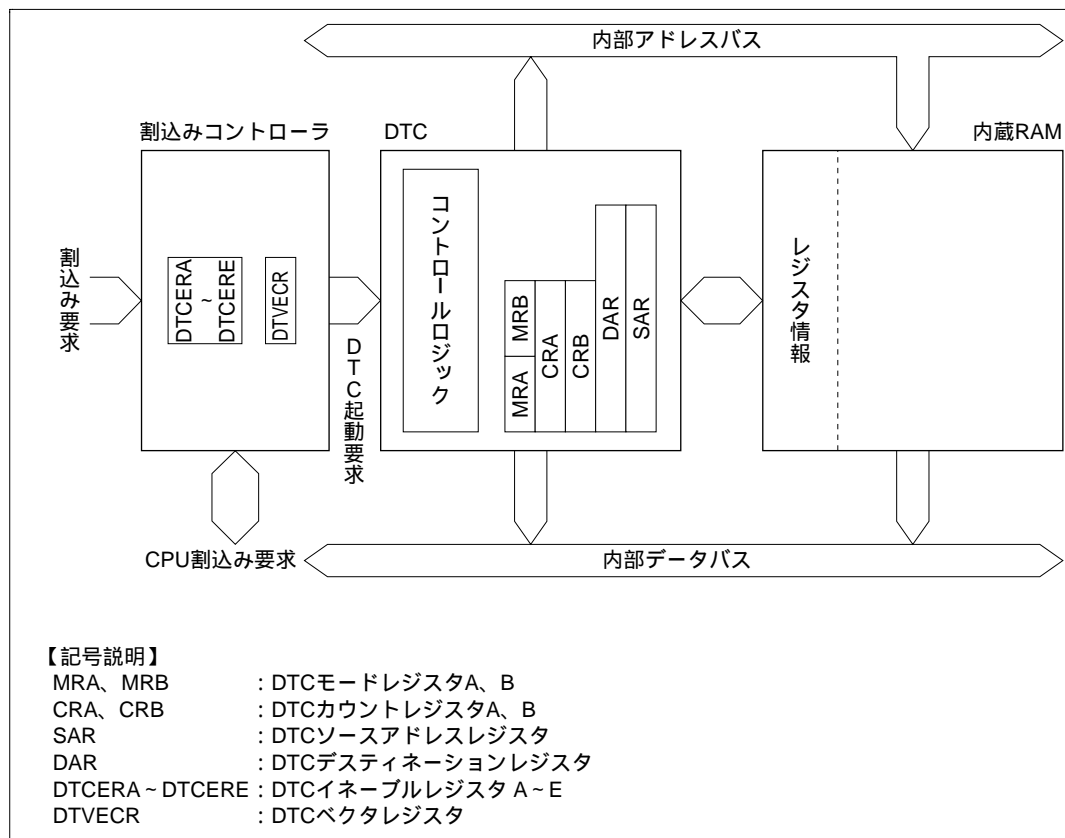 内部アドレスバス
割込みコントローラ
DTC
内蔵RAM
割込み要求
DTCERA
~
DTCERE
DTVECR
DTC起動要求
コントロールロジック
MRA
MRB
CRA
CRB
DAR
SAR
レジスタ情報
CPU割込み要求
内部データバス
【記号説明】
MRA、MRB : DTCモードレジスタA、B
CRA、CRB : DTCカウントレジスタA、B
SAR : DTCソースアドレスレジスタ
DAR : DTCデスティネーションレジスタ
DTCERA ~ DTCERE : DTCイネーブルレジスタ A ~ E
DTVECR : DTCベクタレジスタ